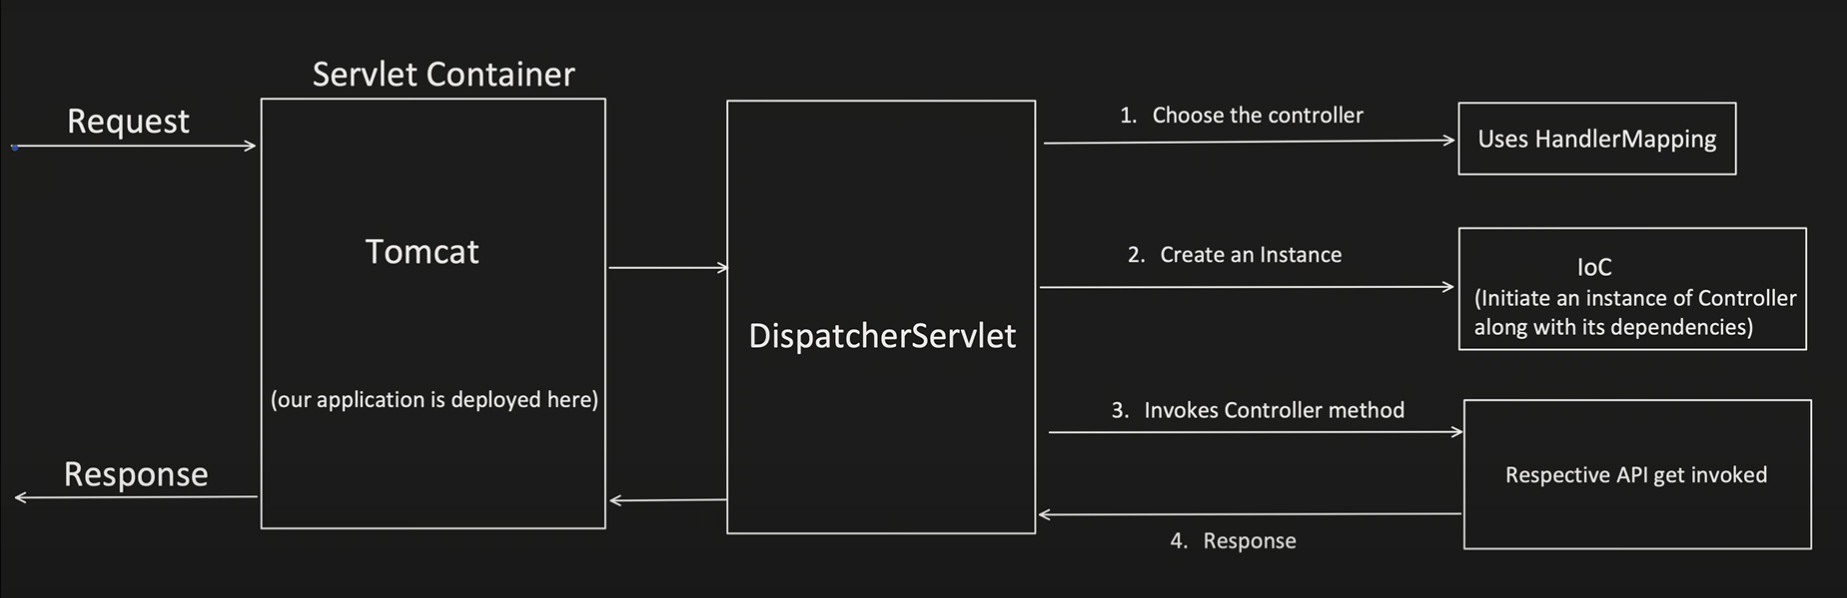 Servlet Container
Request
Tomcat
(our application is deployed here)
Response
DispatcherServlet
1. Choose the controller
Uses HandlerMapping
2. Create an Instance
IoC
(Initiate an instance of Controller
along with its dependencies)
3. Invokes Controller method
Respective API get invoked
4. Response